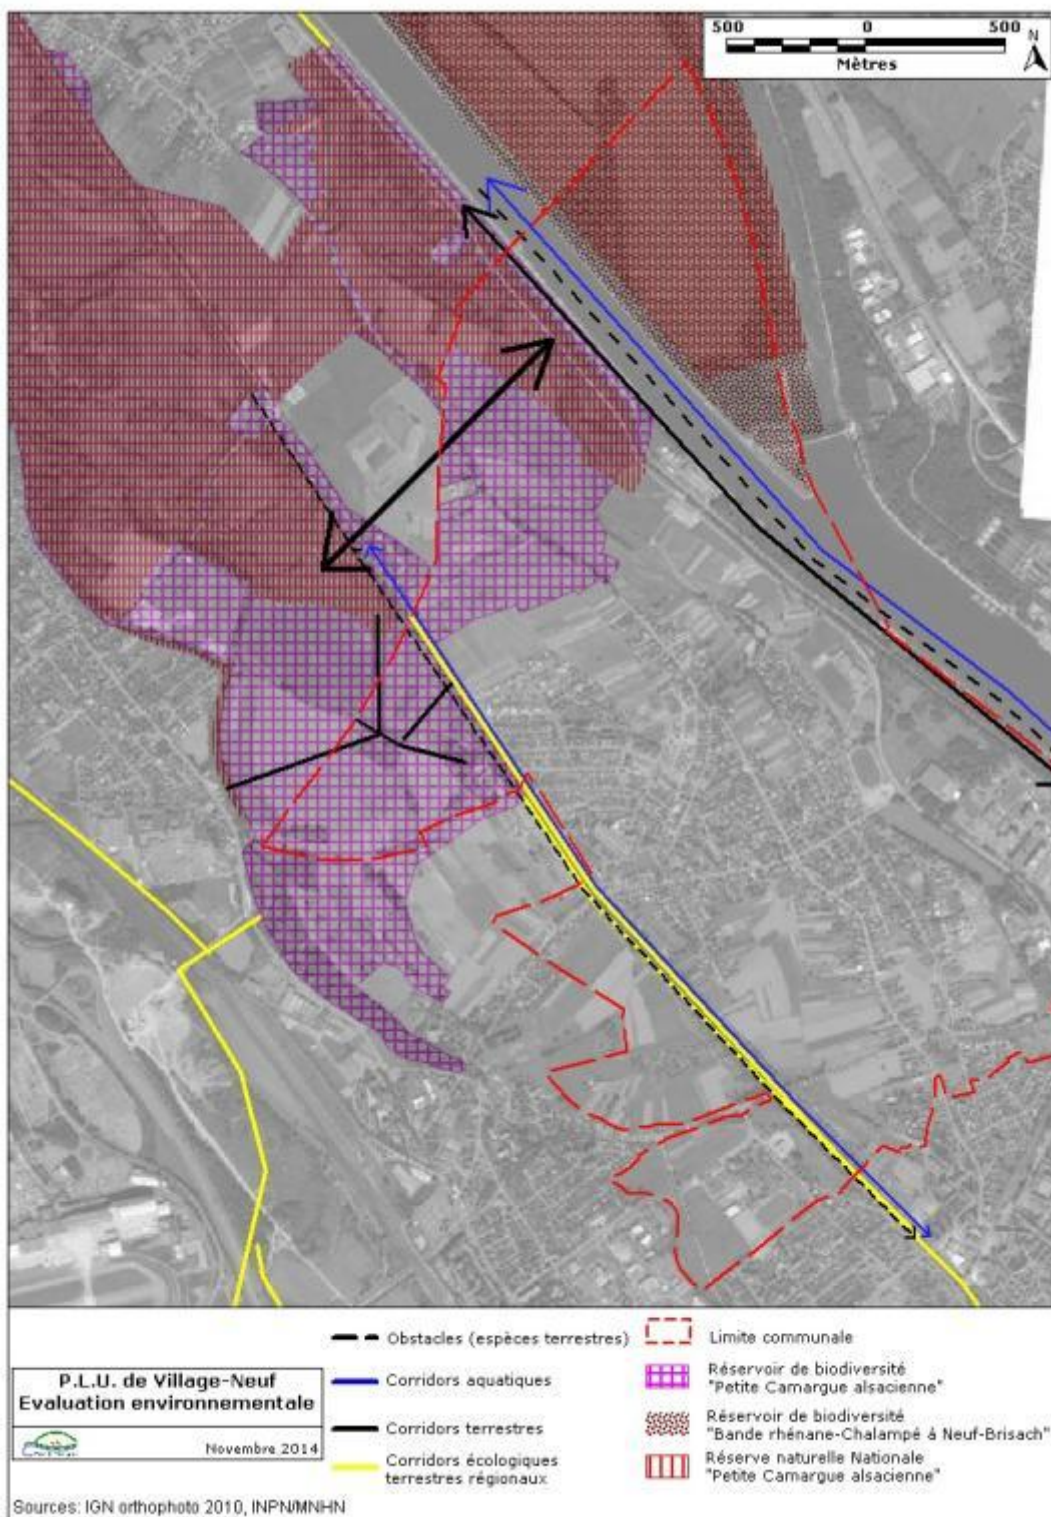 500 0 500
N
Mètres
Obstacles (espèces terrestres)
Corridors aquatiques
Corridors terrestres
Corridors écologiques
terrestres régionaux
Limite communale
Réservoir de biodiversité
"Petite Camargue alsacienne"
Réservoir de biodiversité
"Bande rhénane-Chalampé à Neuf-Brisach"
Réserve naturelle Nationale
"Petite Camargue alsacienne"
P.L.U. de Village-Neuf
Evaluation environnementale
Novembre 2014
Sources: IGN orthophoto 2010, INPN/MNHN